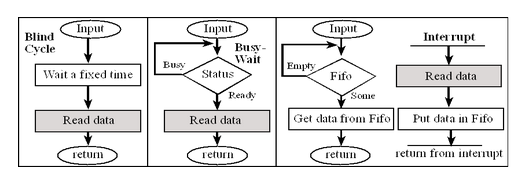 Blind
Cycle
Input
Wait a fixed time
Read data
return
Input
Busy-
Wait
Busy
Status
Ready
Read data
return
Input
Empty
Fifo
Some
Get data from Fifo
return
Interrupt
Read data
Put data in Fifo
return from interrupt